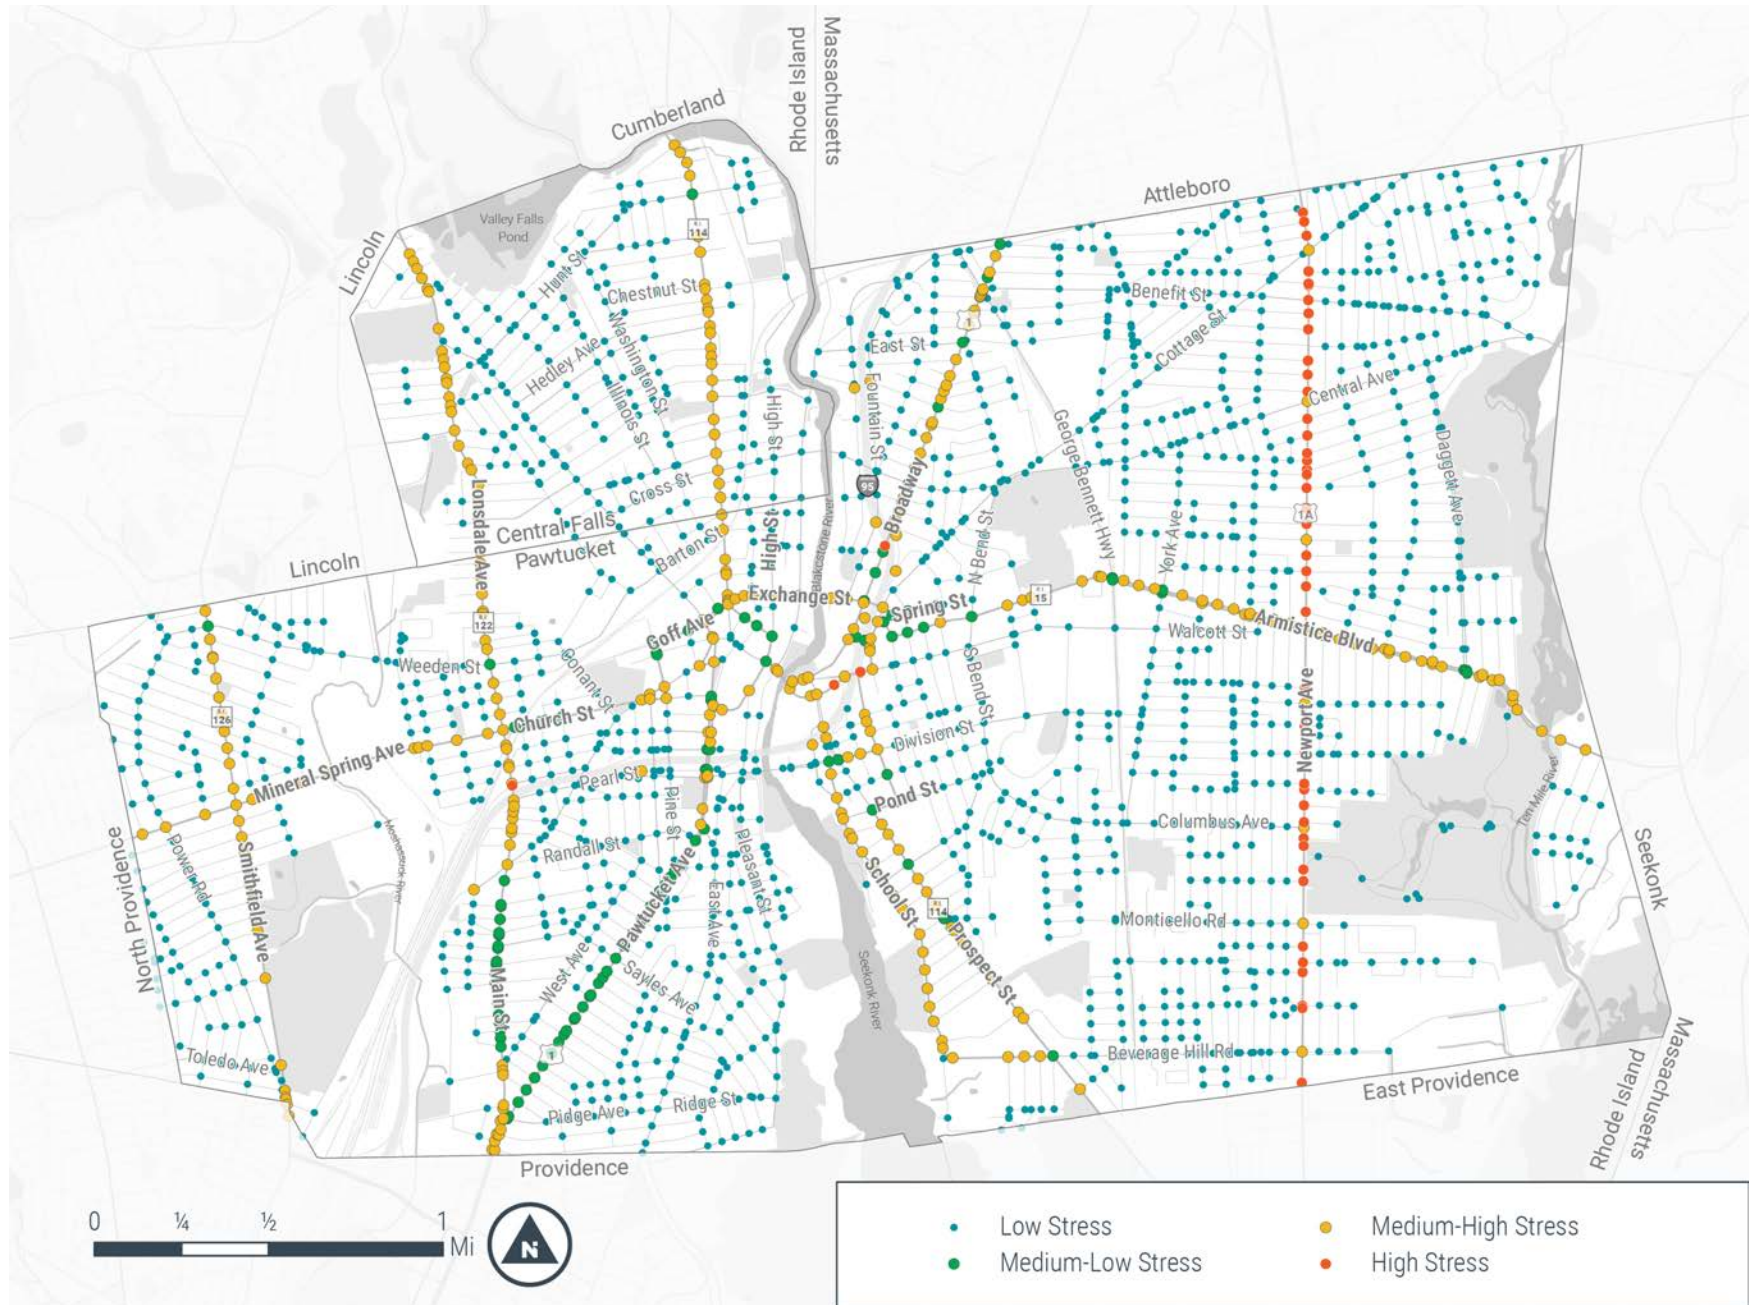 Rhode Island
Massachusetts
Cumberland
Attleboro
Lincoln
Valley Falls
Pond
R.I.
114
Hunt St
Chestnut St
Benefit St
1
Washington St
Cottage St
East St
Hedley Ave
Central Ave
Illinois St
High St
Fountain St
George Bennett Hwy
Daggett Ave
Cross St
95
Broadway
Lonsdale Ave
Central Falls
Pawtucket
1A
Barton St
High St
N Bend St
York Ave
Lincoln
Exchange St
Spring St
R.I.
15
R.I.
122
Goff Ave
Walcott St
Armistice Blvd
Weeden St
Conant St
S Bend St
R.I.
126
Church St
Newport Ave
Division St
Mineral Spring Ave
Pearl St
Pine St
Pond St
Ten Mile River
Columbus Ave
Seekonk
Moshassuck River
Randall St
Power Rd
Pleasant St
North Providence
Smithfield Ave
East Ave
School St
R.I.
114
Monticello Rd
Pawtucket Ave
Prospect St
West Ave
Sayles Ave
Main St
Seekonk River
1
Toledo Ave
Beverage Hill Rd
Massachusetts
Rhode Island
East Providence
Pidge Ave
Ridge St
Providence
0 ¼ ½ 1
Mi
N
Low Stress
Medium-High Stress
Medium-Low Stress
High Stress